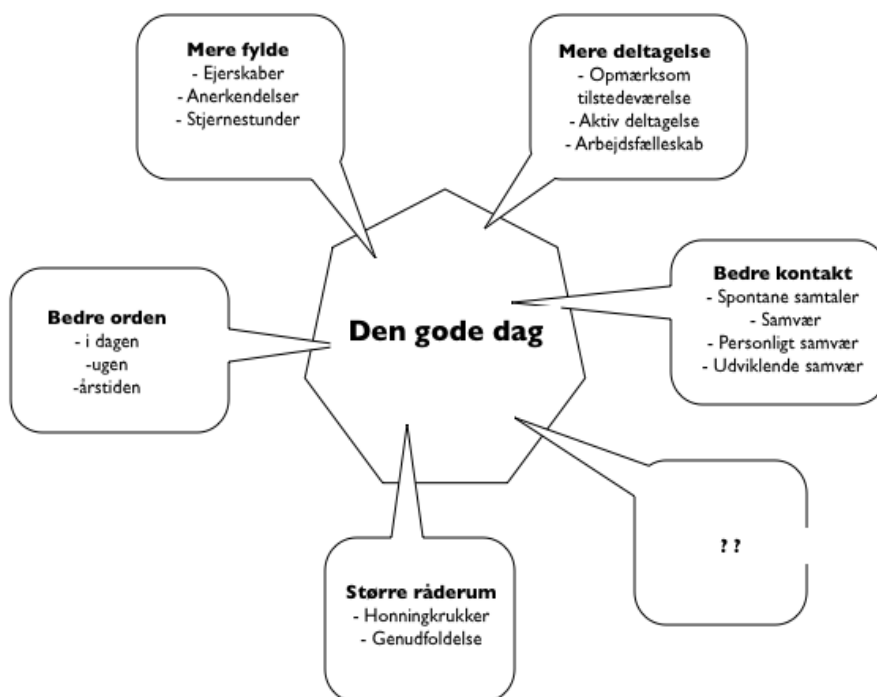 Mere fylde
- Ejerskaber
- Anerkendelser
- Stjernestunder
Mere deltagelse
- Opmærksom
tilstedeværelse
- Aktiv deltagelse
- Arbejdsfælleskab
Bedre orden
- i dagen
-ugen
-årstiden
Den gode dag
Bedre kontakt
- Spontane samtaler
- Samvær
- Personligt samvær
- Udviklende samvær
? ?
Større råderum
- Honningkrukker
- Genudfoldelse